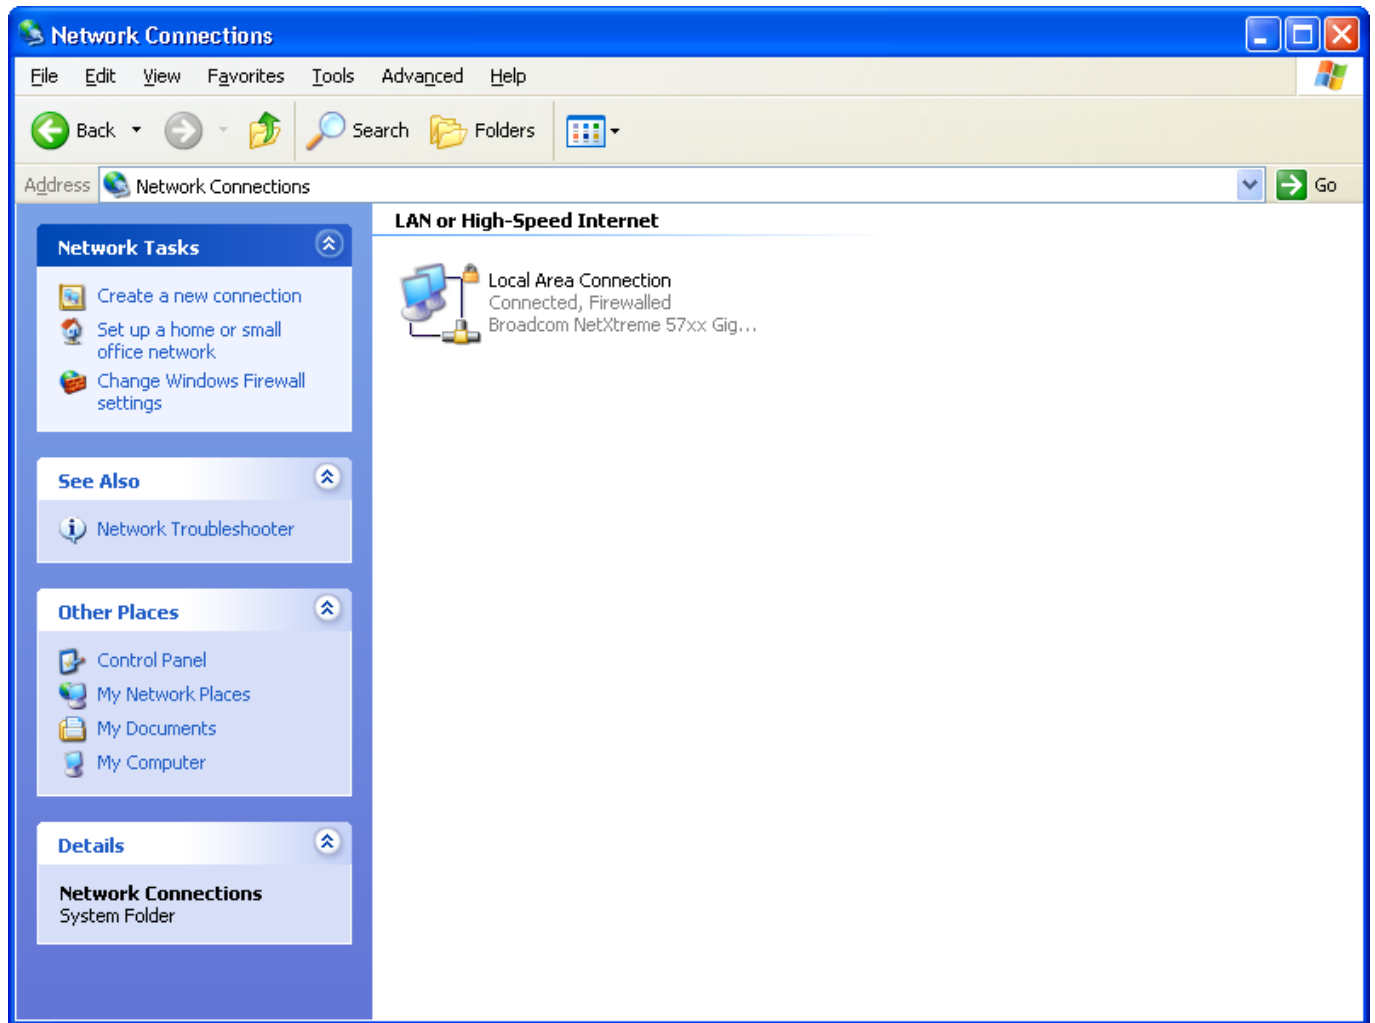 Network Connections
File Edit View Favorites Tools Advanced Help
Back Search Folders
Address Network Connections Go
Network Tasks
Create a new connection
Set up a home or small
office network
Change Windows Firewall
settings
See Also
Network Troubleshooter
Other Places
Control Panel
My Network Places
My Documents
My Computer
Details
Network Connections
System Folder
LAN or High-Speed Internet
Local Area Connection
Connected, Firewalled
Broadcom NetXtreme 57xx Gig...